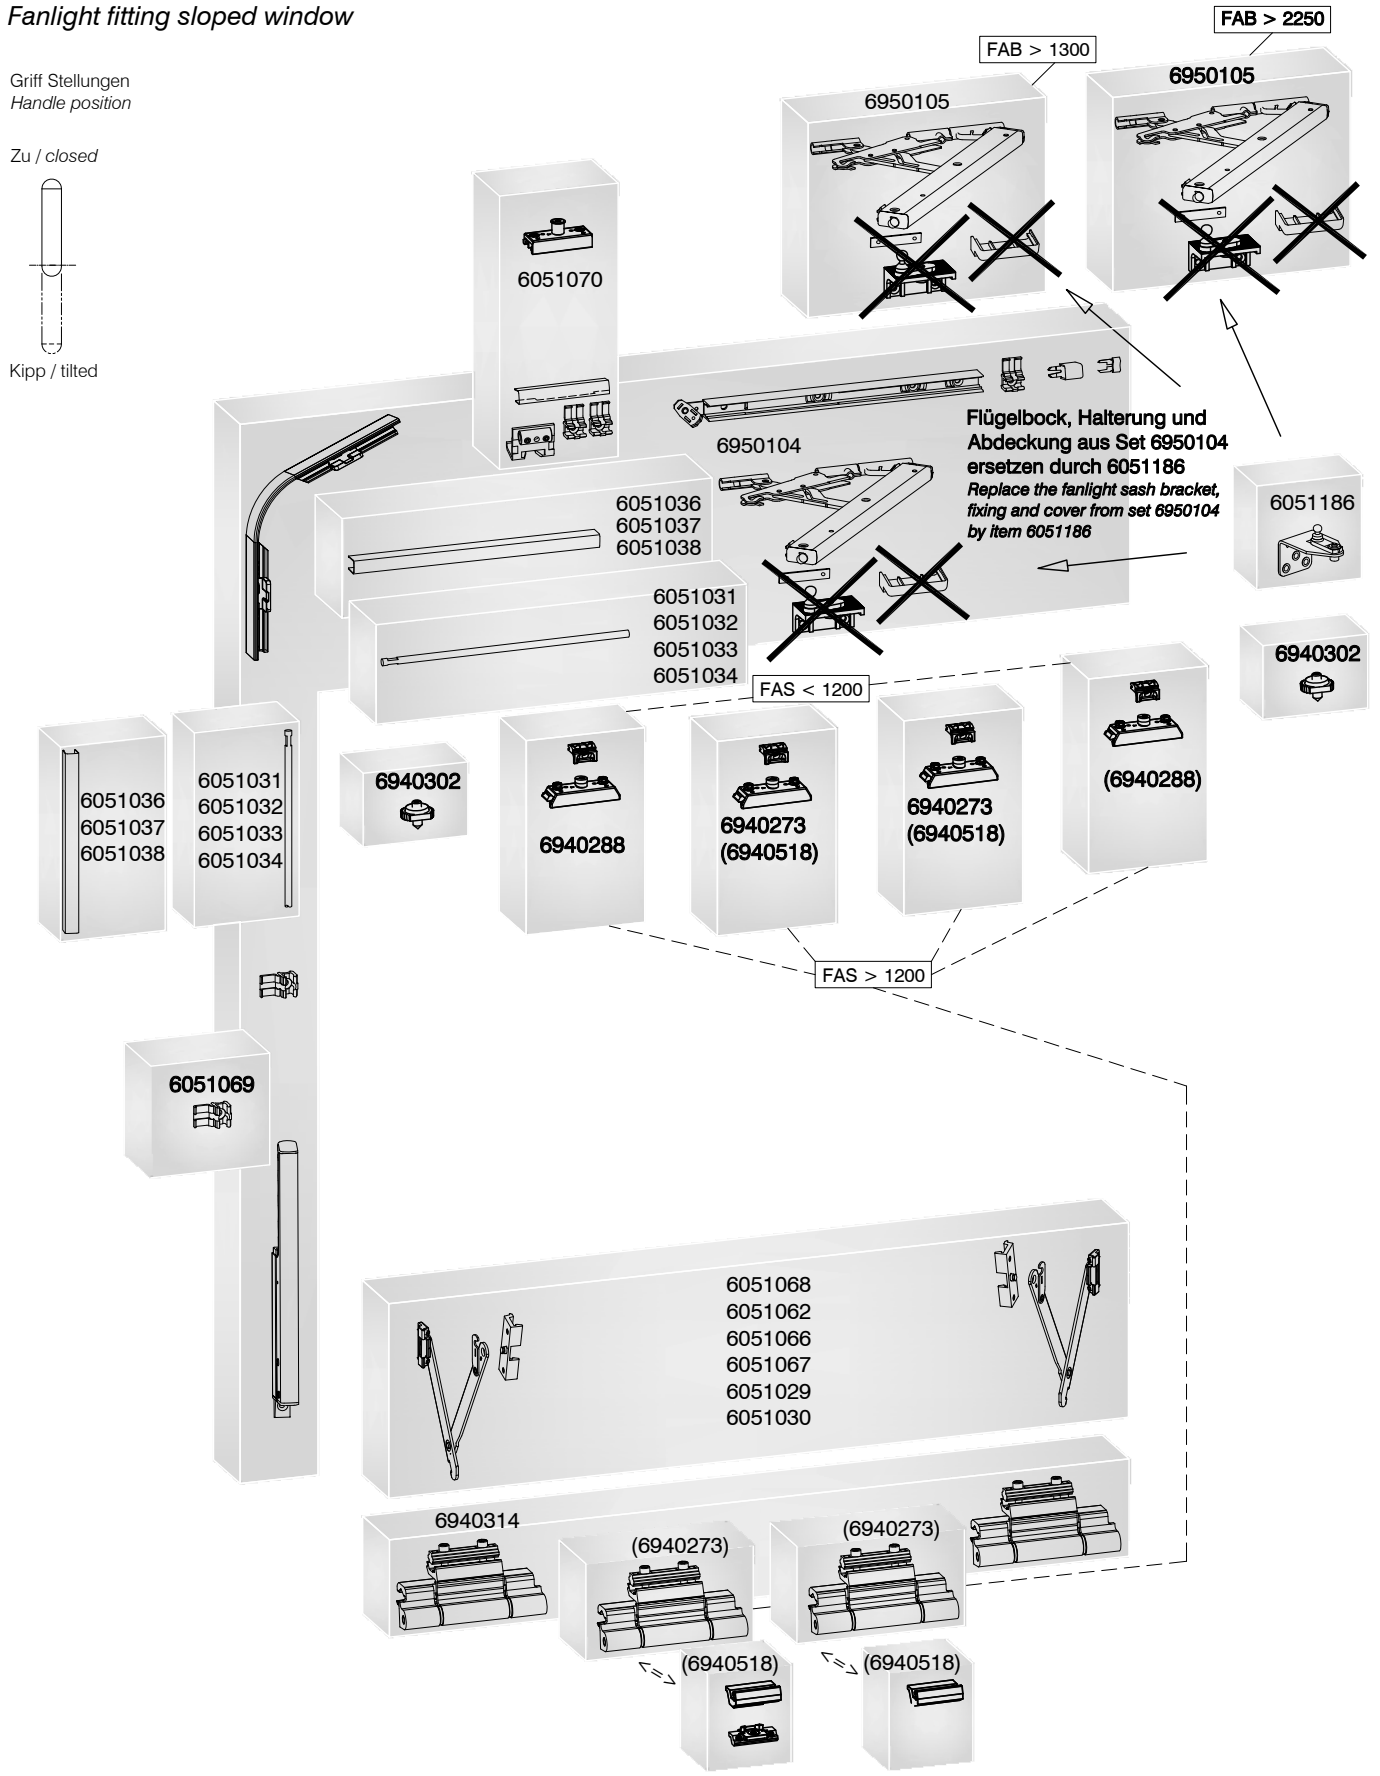 Fanlight fitting sloped window
FAB > 2250
FAB > 1300
Griff Stellungen
Handle position
Zu / closed
Kipp / tilted
6950105
6950105
6051070
6950104
Flügelbock, Halterung und
Abdeckung aus Set 6950104
ersetzen durch 6051186
Replace the fanlight sash bracket,
fixing and cover from set 6950104
by item 6051186
6051186
6051036
6051037
6051038
6051031
6051032
6051033
6051034
6940302
FAS < 1200
6051036
6051037
6051038
6051031
6051032
6051033
6051034
6940302
6940288
6940273
(6940518)
6940273
(6940518)
(6940288)
FAS > 1200
6051069
6051068
6051062
6051066
6051067
6051029
6051030
6940314
(6940273)
(6940273)
(6940518)
(6940518)